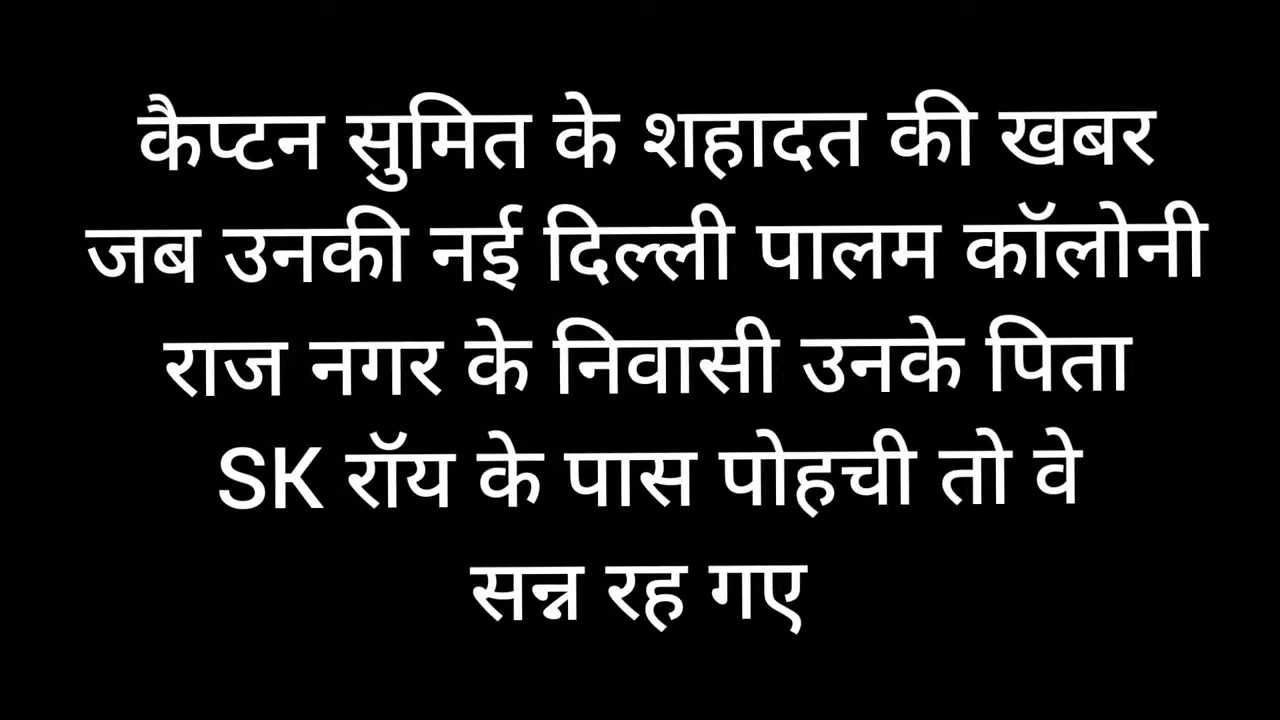 कैप्टन सुमित के शहादत की खबर
जब उनकी नई दिल्ली पालम कॉलोनी
राज नगर के निवासी उनके पिता
SK रॉय के पास पोहची तो वे
सन्न रह गए